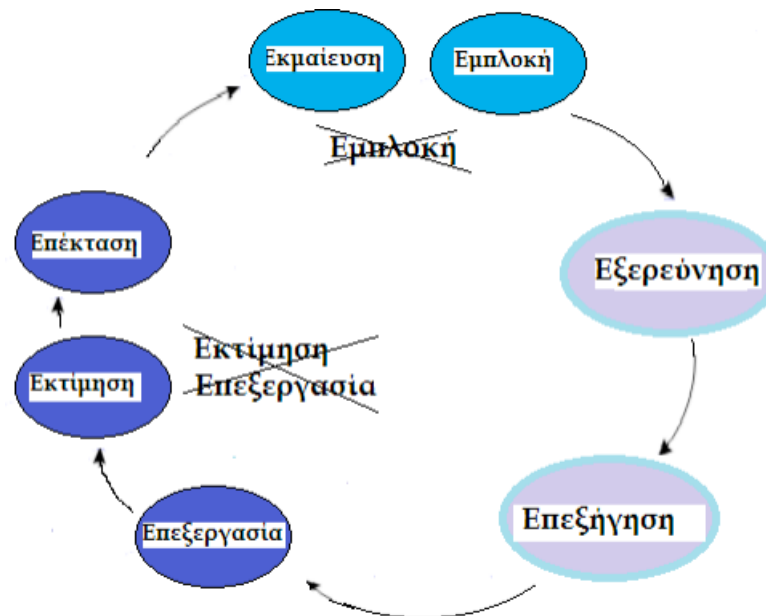 Εκμαίευση
Εμπλοκή
Εμπλοκή
Επέκταση
Εξερεύνηση
Εκτίμηση
Επεξεργασία
Εκτίμηση
Επεξήγηση
Επεξεργασία